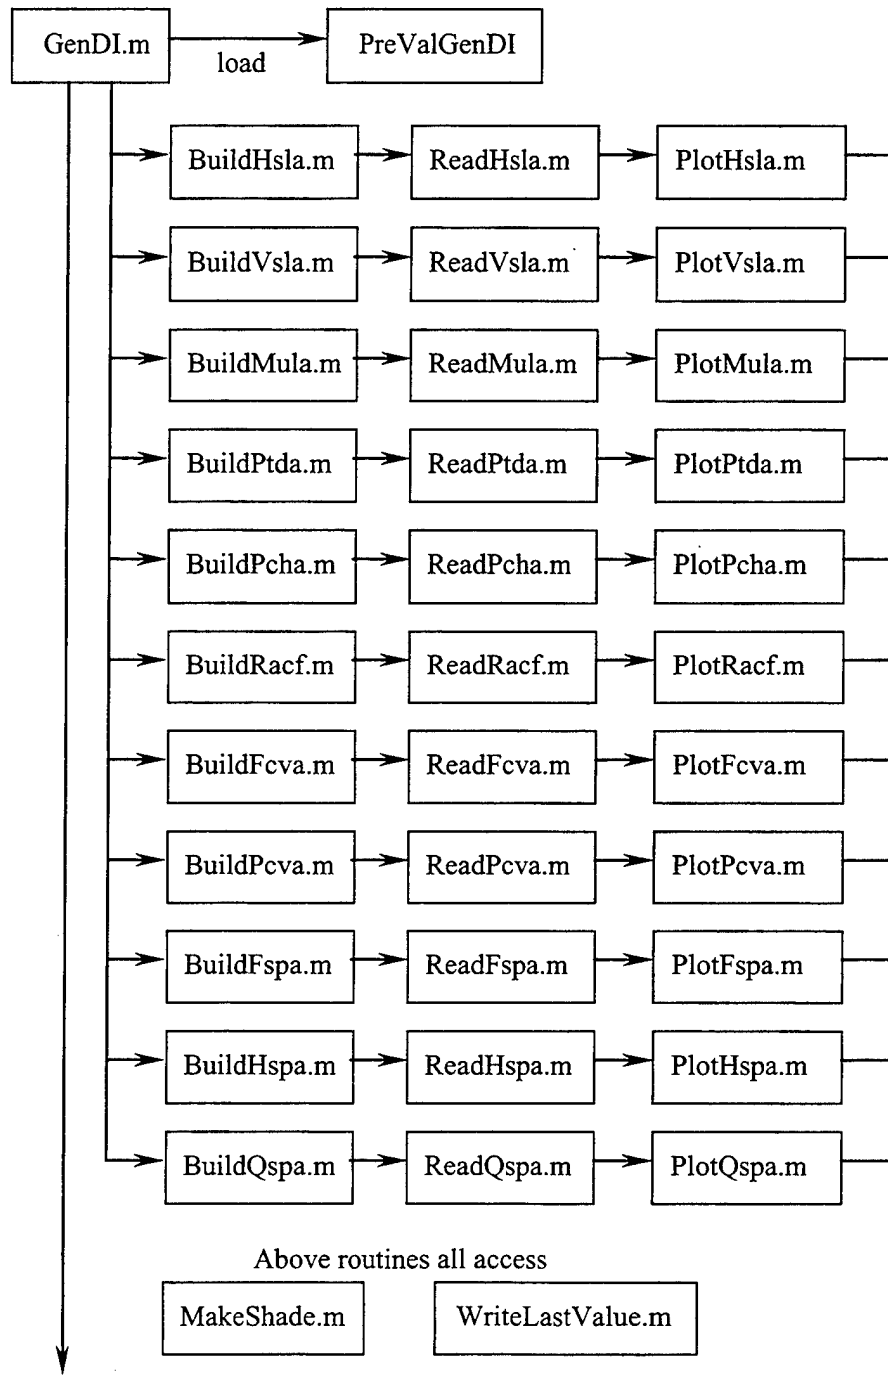 GenDI.m
load
PreValGenDI
BuildHsla.m ReadHsla.m PlotHsla.m
BuildVsla.m ReadVsla.m PlotVsla.m
BuildMula.m ReadMula.m PlotMula.m
BuildPtda.m ReadPtda.m PlotPtda.m
BuildPcha.m ReadPcha.m PlotPcha.m
BuildRacf.m ReadRacf.m PlotRacf.m
BuildFcva.m ReadFcva.m PlotFcva.m
BuildPcva.m ReadPcva.m PlotPcva.m
BuildFspa.m ReadFspa.m PlotFspa.m
BuildHspa.m ReadHspa.m PlotHspa.m
BuildQspa.m ReadQspa.m PlotQspa.m
Above routines all access
MakeShade.m WriteLastValue.m